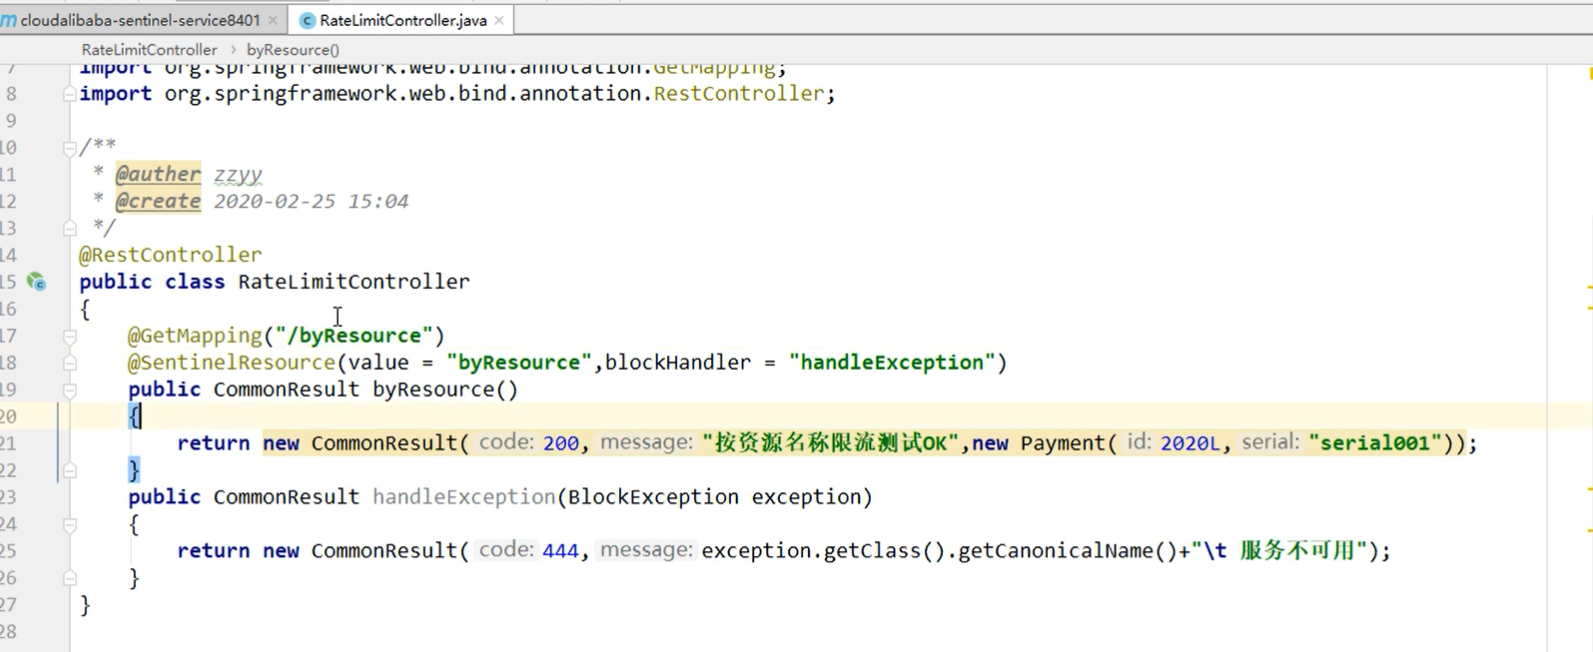 cloudalibaba-sentinel-service8401 × RateLimitController.java ×
RateLimitController › byResource()
7 import org.springframework.web.bind.annotation.GetMapping;
8 import org.springframework.web.bind.annotation.RestController;
9
10 /**
11 * @auther zzyy
12 * @create 2020-02-25 15:04
13 */
14 @RestController
15 public class RateLimitController
16 {
17 @GetMapping("/byResource")
18 @SentinelResource(value = "byResource",blockHandler = "handleException")
19 public CommonResult byResource()
20 {
21 return new CommonResult( code: 200, message: "按资源名称限流测试OK",new Payment( id: 2020L, serial: "serial001"));
22 }
23 public CommonResult handleException(BlockException exception)
24 {
25 return new CommonResult( code: 444, message: exception.getClass().getCanonicalName()+"\t 服务不可用");
26 }
27 }
28